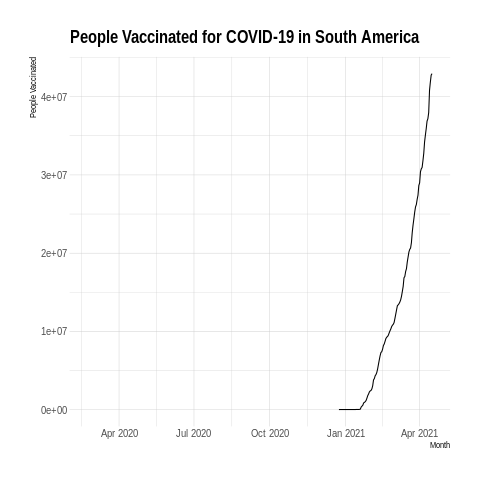 People Vaccinated for COVID-19 in South America
People Vaccinated
4e+07
3e+07
2e+07
1e+07
0e+00
Apr 2020 Jul 2020 Oct 2020 Jan 2021 Apr 2021
Month